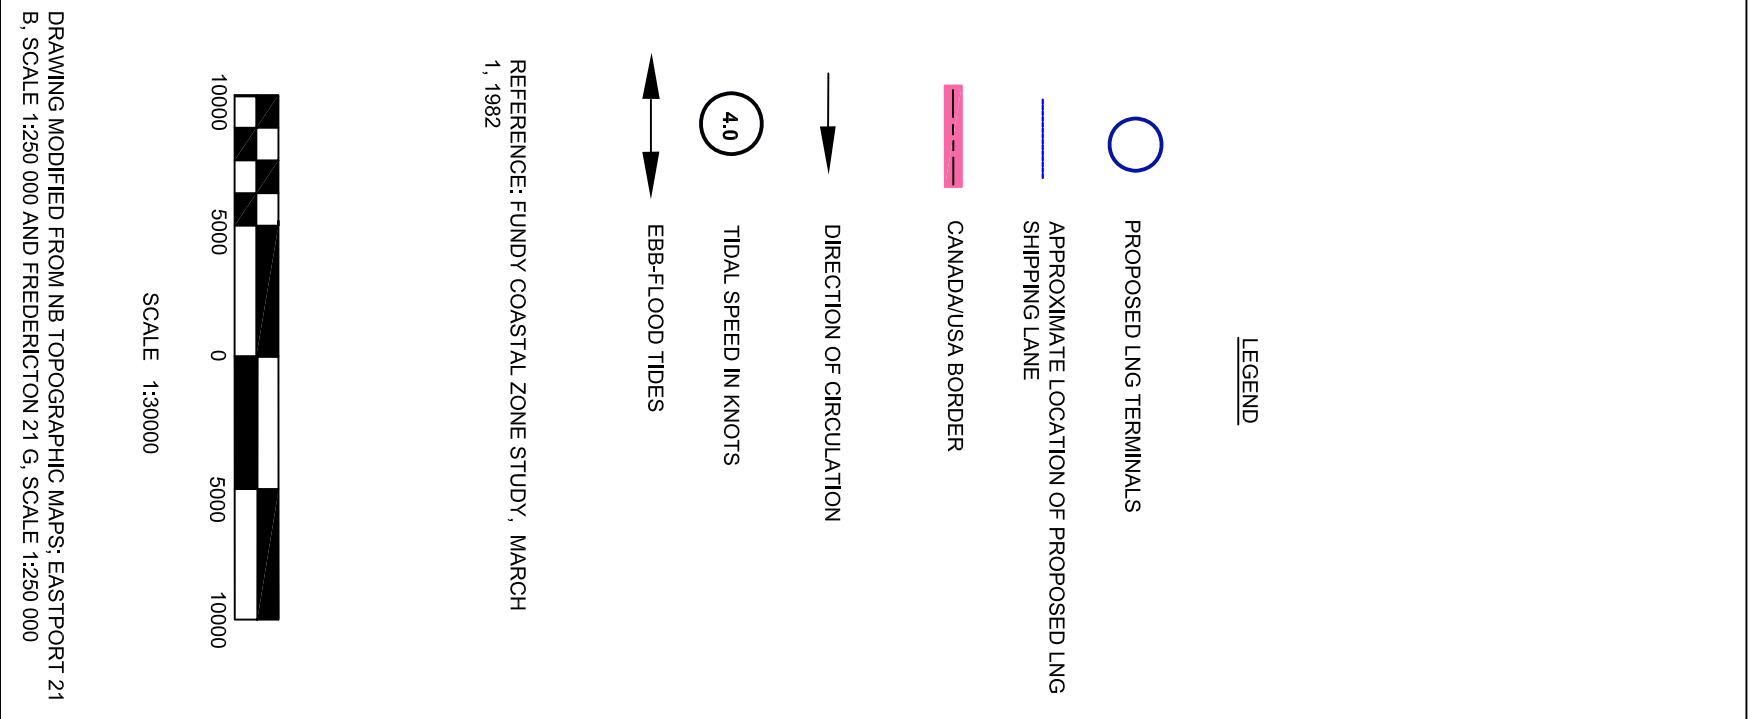 LEGEND
PROPOSED LNG TERMINALS
APPROXIMATE LOCATION OF PROPOSED LNG
SHIPPING LANE
CANADA/USA BORDER
DIRECTION OF CIRCULATION
4.0
TIDAL SPEED IN KNOTS
EBB-FLOOD TIDES
REFERENCE: FUNDY COASTAL ZONE STUDY, MARCH
1, 1982
10000 5000 0 5000 10000
SCALE 1:30000
DRAWING MODIFIED FROM NB TOPOGRAPHIC MAPS; EASTPORT 21
B, SCALE 1:250 000 AND FREDERICTON 21 G, SCALE 1:250 000